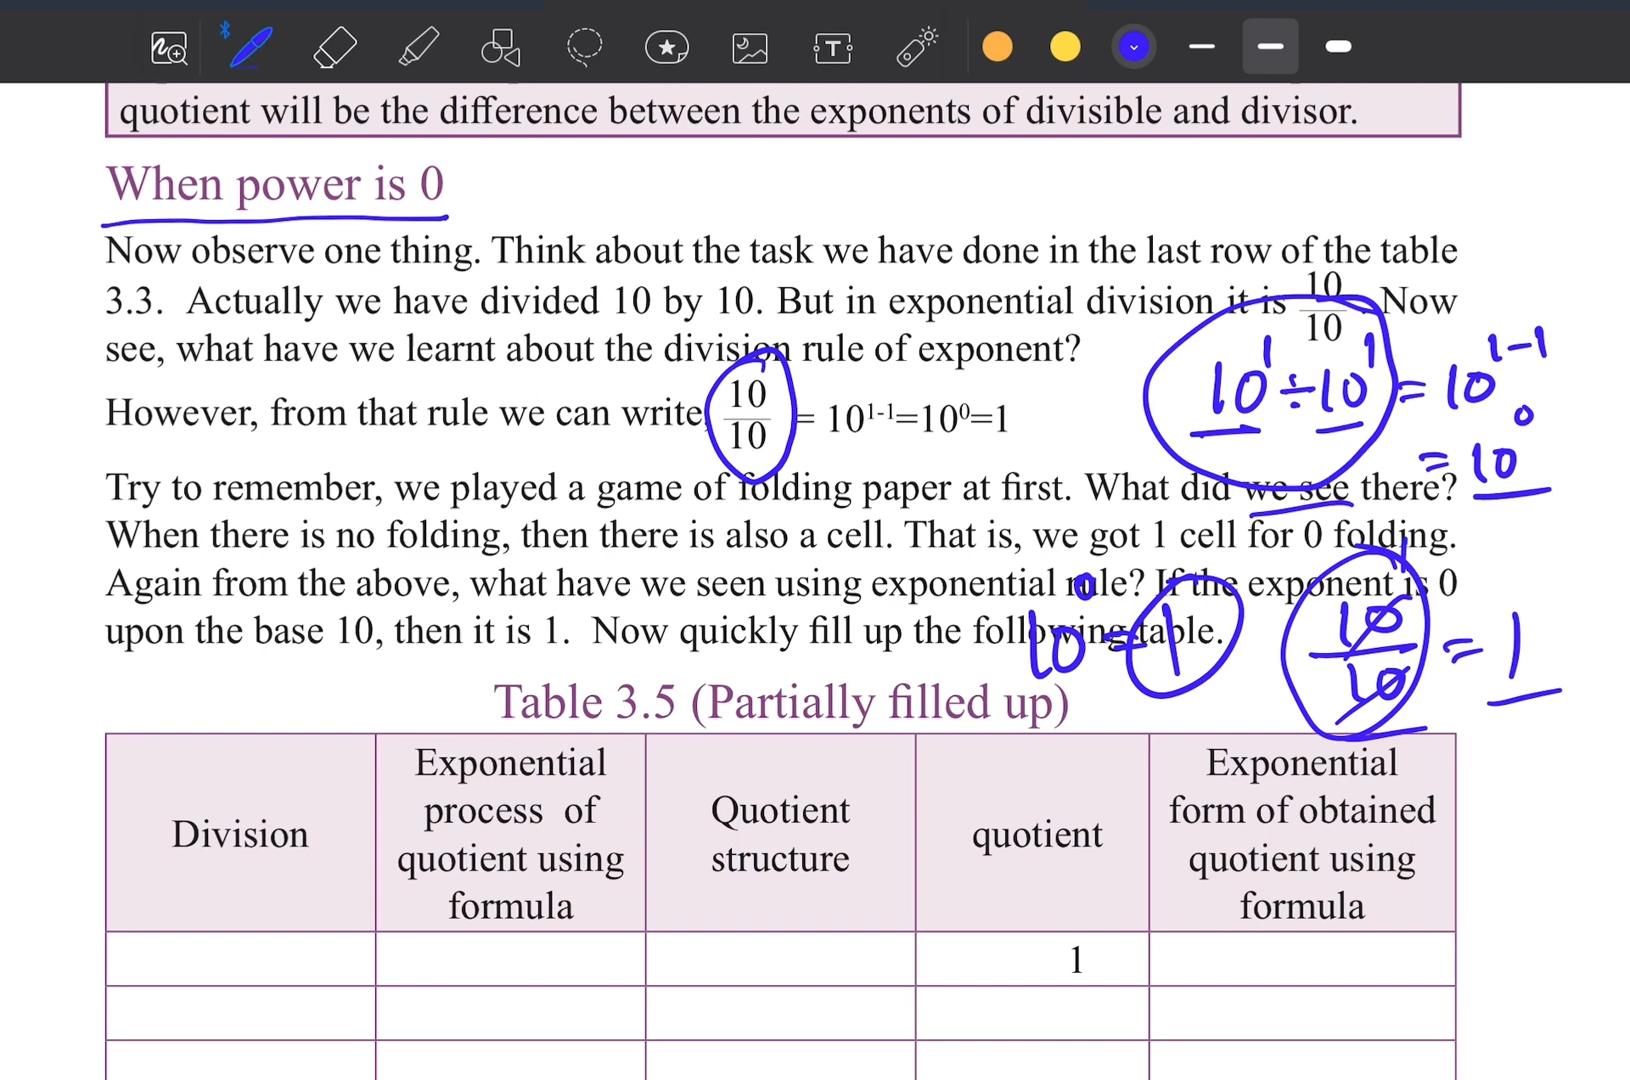 quotient will be the difference between the exponents of divisible and divisor.
When power is 0
Now observe one thing. Think about the task we have done in the last row of the table
3.3. Actually we have divided 10 by 10. But in exponential division it is 10/10 . Now
see, what have we learnt about the division rule of exponent?
10¹ ÷ 10¹ = 10¹⁻¹
However, from that rule we can write, 10/10 = 10¹⁻¹=10⁰=1
= 10⁰
Try to remember, we played a game of folding paper at first. What did we see there?
When there is no folding, then there is also a cell. That is, we got 1 cell for 0 folding.
Again from the above, what have we seen using exponential rule? If the exponent is 0
upon the base 10, then it is 1. Now quickly fill up the following table.
10⁰ = 1
10¹/10 = 1
Table 3.5 (Partially filled up)
Division
Exponential
process of
quotient using
formula
Quotient
structure
quotient
Exponential
form of obtained
quotient using
formula
1